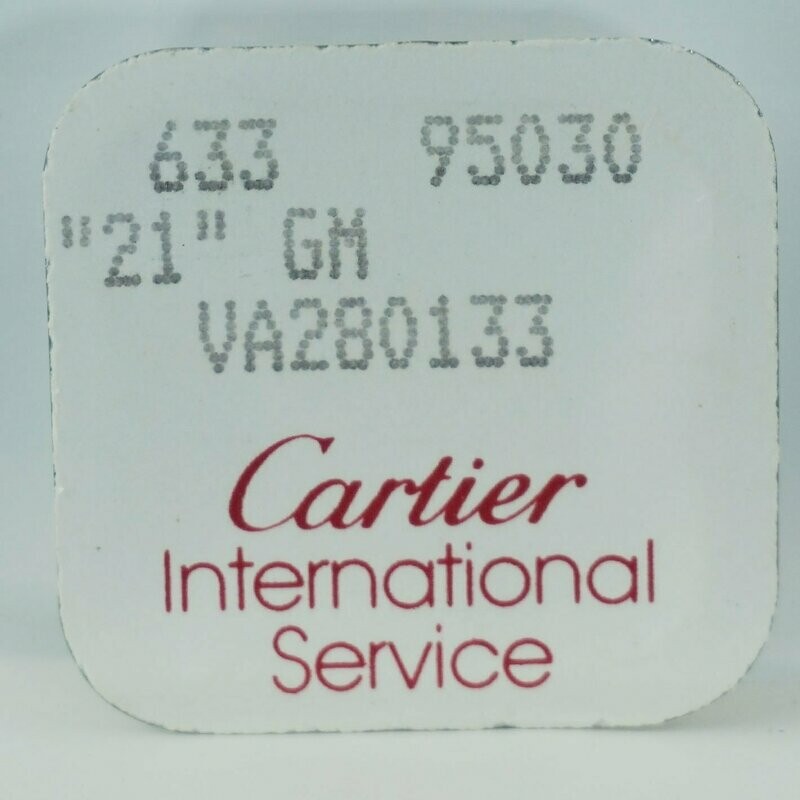 633 95030
"21" GM
VA280133
Cartier
International
Service